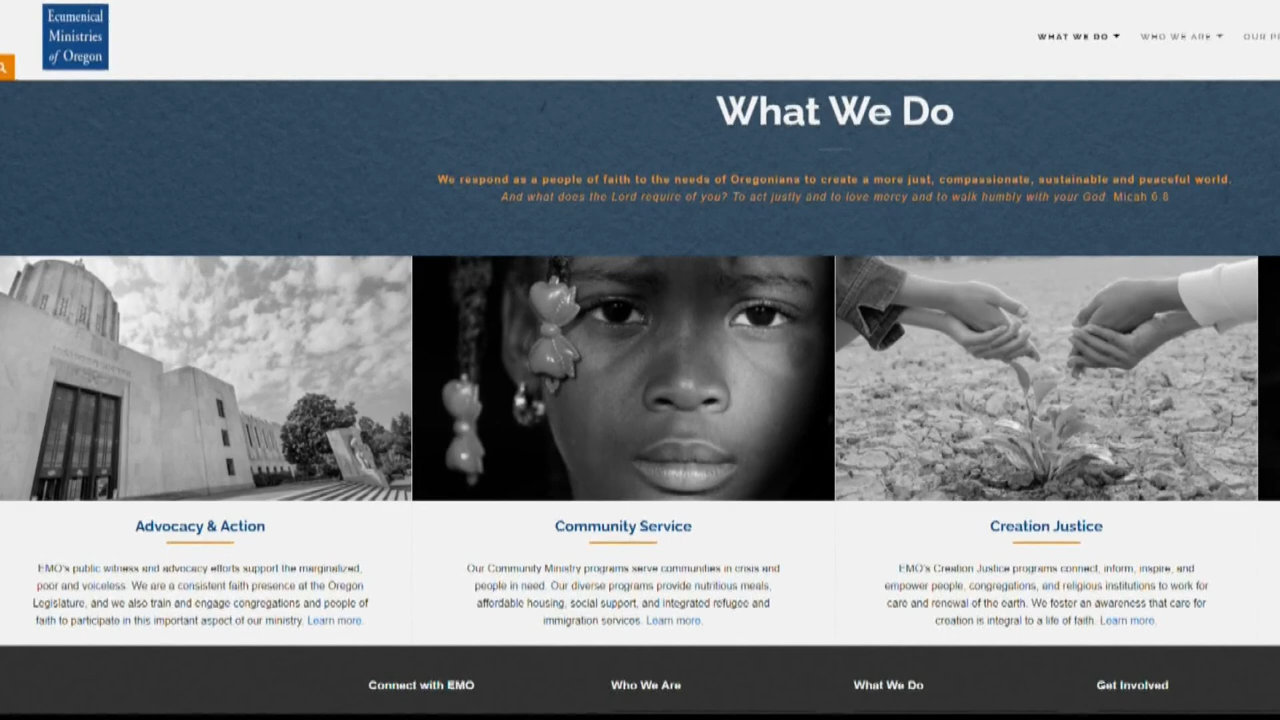 Ecumenical
Ministries
of Oregon
WHAT WE DO
WHO WE ARE
OUR
What We Do
We respond as a people of faith to the needs of Oregonians to create a more just, compassionate, sustainable and peaceful world.
And what does the Lord require of you? To act justly and to love mercy and to walk humbly with your God. Micah 6:8
Advocacy & Action
EMO's public witness and advocacy efforts support the marginalized,
poor and voiceless. We are a consistent faith presence at the Oregon
Legislature, and we also train and engage congregations and people of
faith to participate in this important aspect of our ministry. Learn more.
Community Service
Our Community Ministry programs serve communities in crisis and
people in need. Our diverse programs provide nutritious meals,
affordable housing, social support, and integrated refugee and
immigration services. Learn more.
Creation Justice
EMO's Creation Justice programs connect, inform, inspire, and
empower people, congregations, and religious institutions to work for
care and renewal of the earth. We foster an awareness that care for
creation is integral to a life of faith. Learn more.
Connect with EMO
Who We Are
What We Do
Get Involved